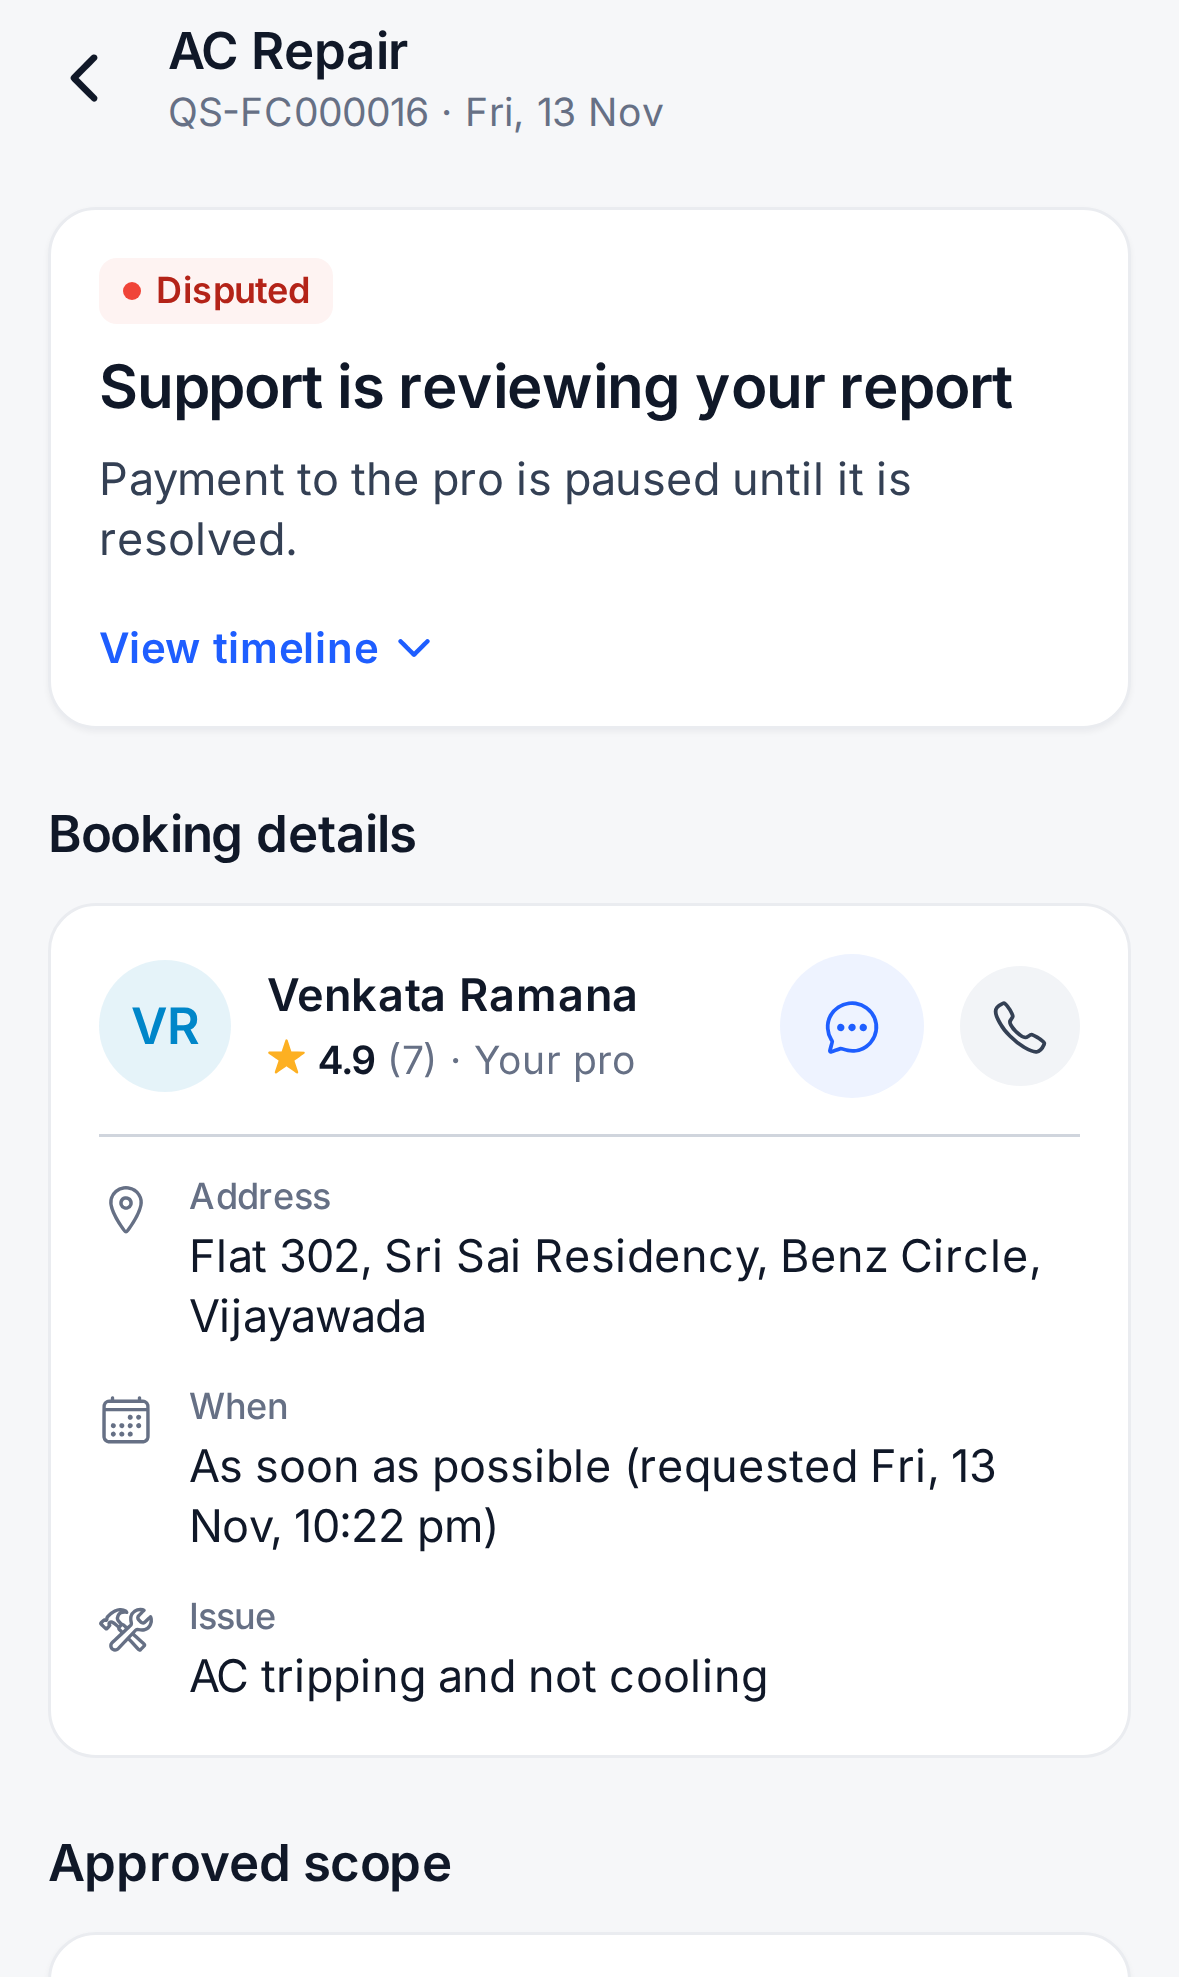 AC Repair
QS-FC000016 · Fri, 13 Nov
Disputed
Support is reviewing your report
Payment to the pro is paused until it is
resolved.
View timeline
Booking details
VR
Venkata Ramana
4.9 (7) · Your pro
Address
Flat 302, Sri Sai Residency, Benz Circle,
Vijayawada
When
As soon as possible (requested Fri, 13
Nov, 10:22 pm)
Issue
AC tripping and not cooling
Approved scope